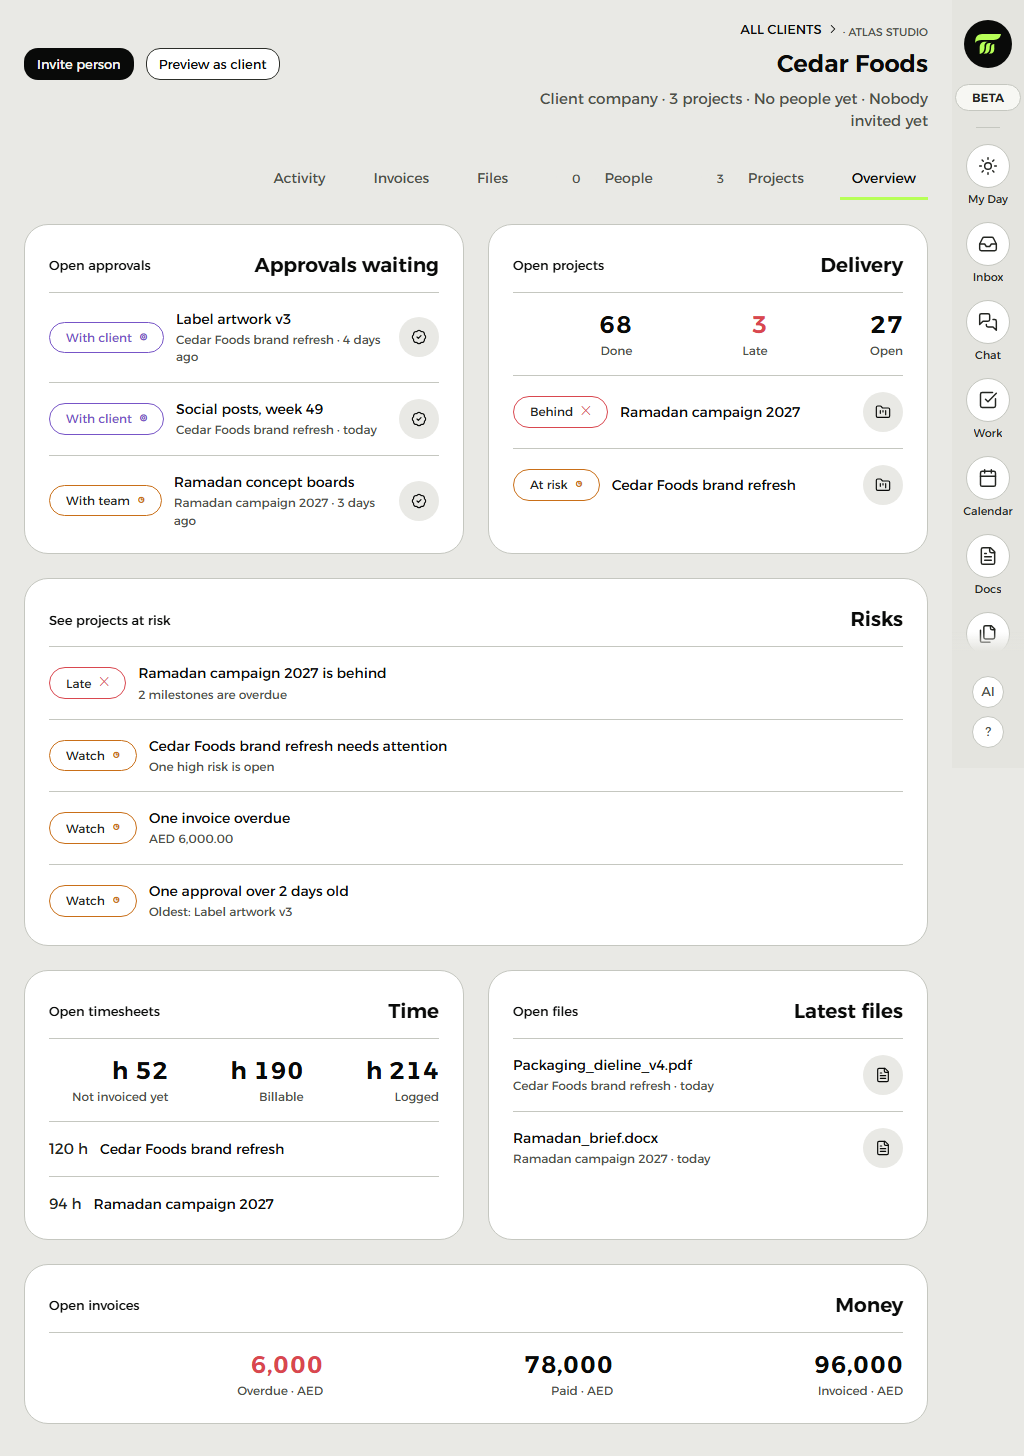 ALL CLIENTS
· ATLAS STUDIO
Cedar Foods
Client company · 3 projects · No people yet · Nobody
invited yet
Invite person
Preview as client
BETA
My Day
Inbox
Chat
Work
Calendar
Docs
AI
?
Overview
Projects 3
People 0
Files
Invoices
Activity
Approvals waiting
Open approvals
With client
Label artwork v3
Cedar Foods brand refresh · 4 days
ago
With client
Social posts, week 49
Cedar Foods brand refresh · today
With team
Ramadan concept boards
Ramadan campaign 2027 · 3 days
ago
Delivery
Open projects
68
Done
3
Late
27
Open
Behind
Ramadan campaign 2027
At risk
Cedar Foods brand refresh
Risks
See projects at risk
Late
Ramadan campaign 2027 is behind
2 milestones are overdue
Watch
Cedar Foods brand refresh needs attention
One high risk is open
Watch
One invoice overdue
AED 6,000.00
Watch
One approval over 2 days old
Oldest: Label artwork v3
Time
Open timesheets
h 52
Not invoiced yet
h 190
Billable
h 214
Logged
120 h Cedar Foods brand refresh
94 h Ramadan campaign 2027
Latest files
Open files
Packaging_dieline_v4.pdf
Cedar Foods brand refresh · today
Ramadan_brief.docx
Ramadan campaign 2027 · today
Money
Open invoices
6,000
Overdue · AED
78,000
Paid · AED
96,000
Invoiced · AED